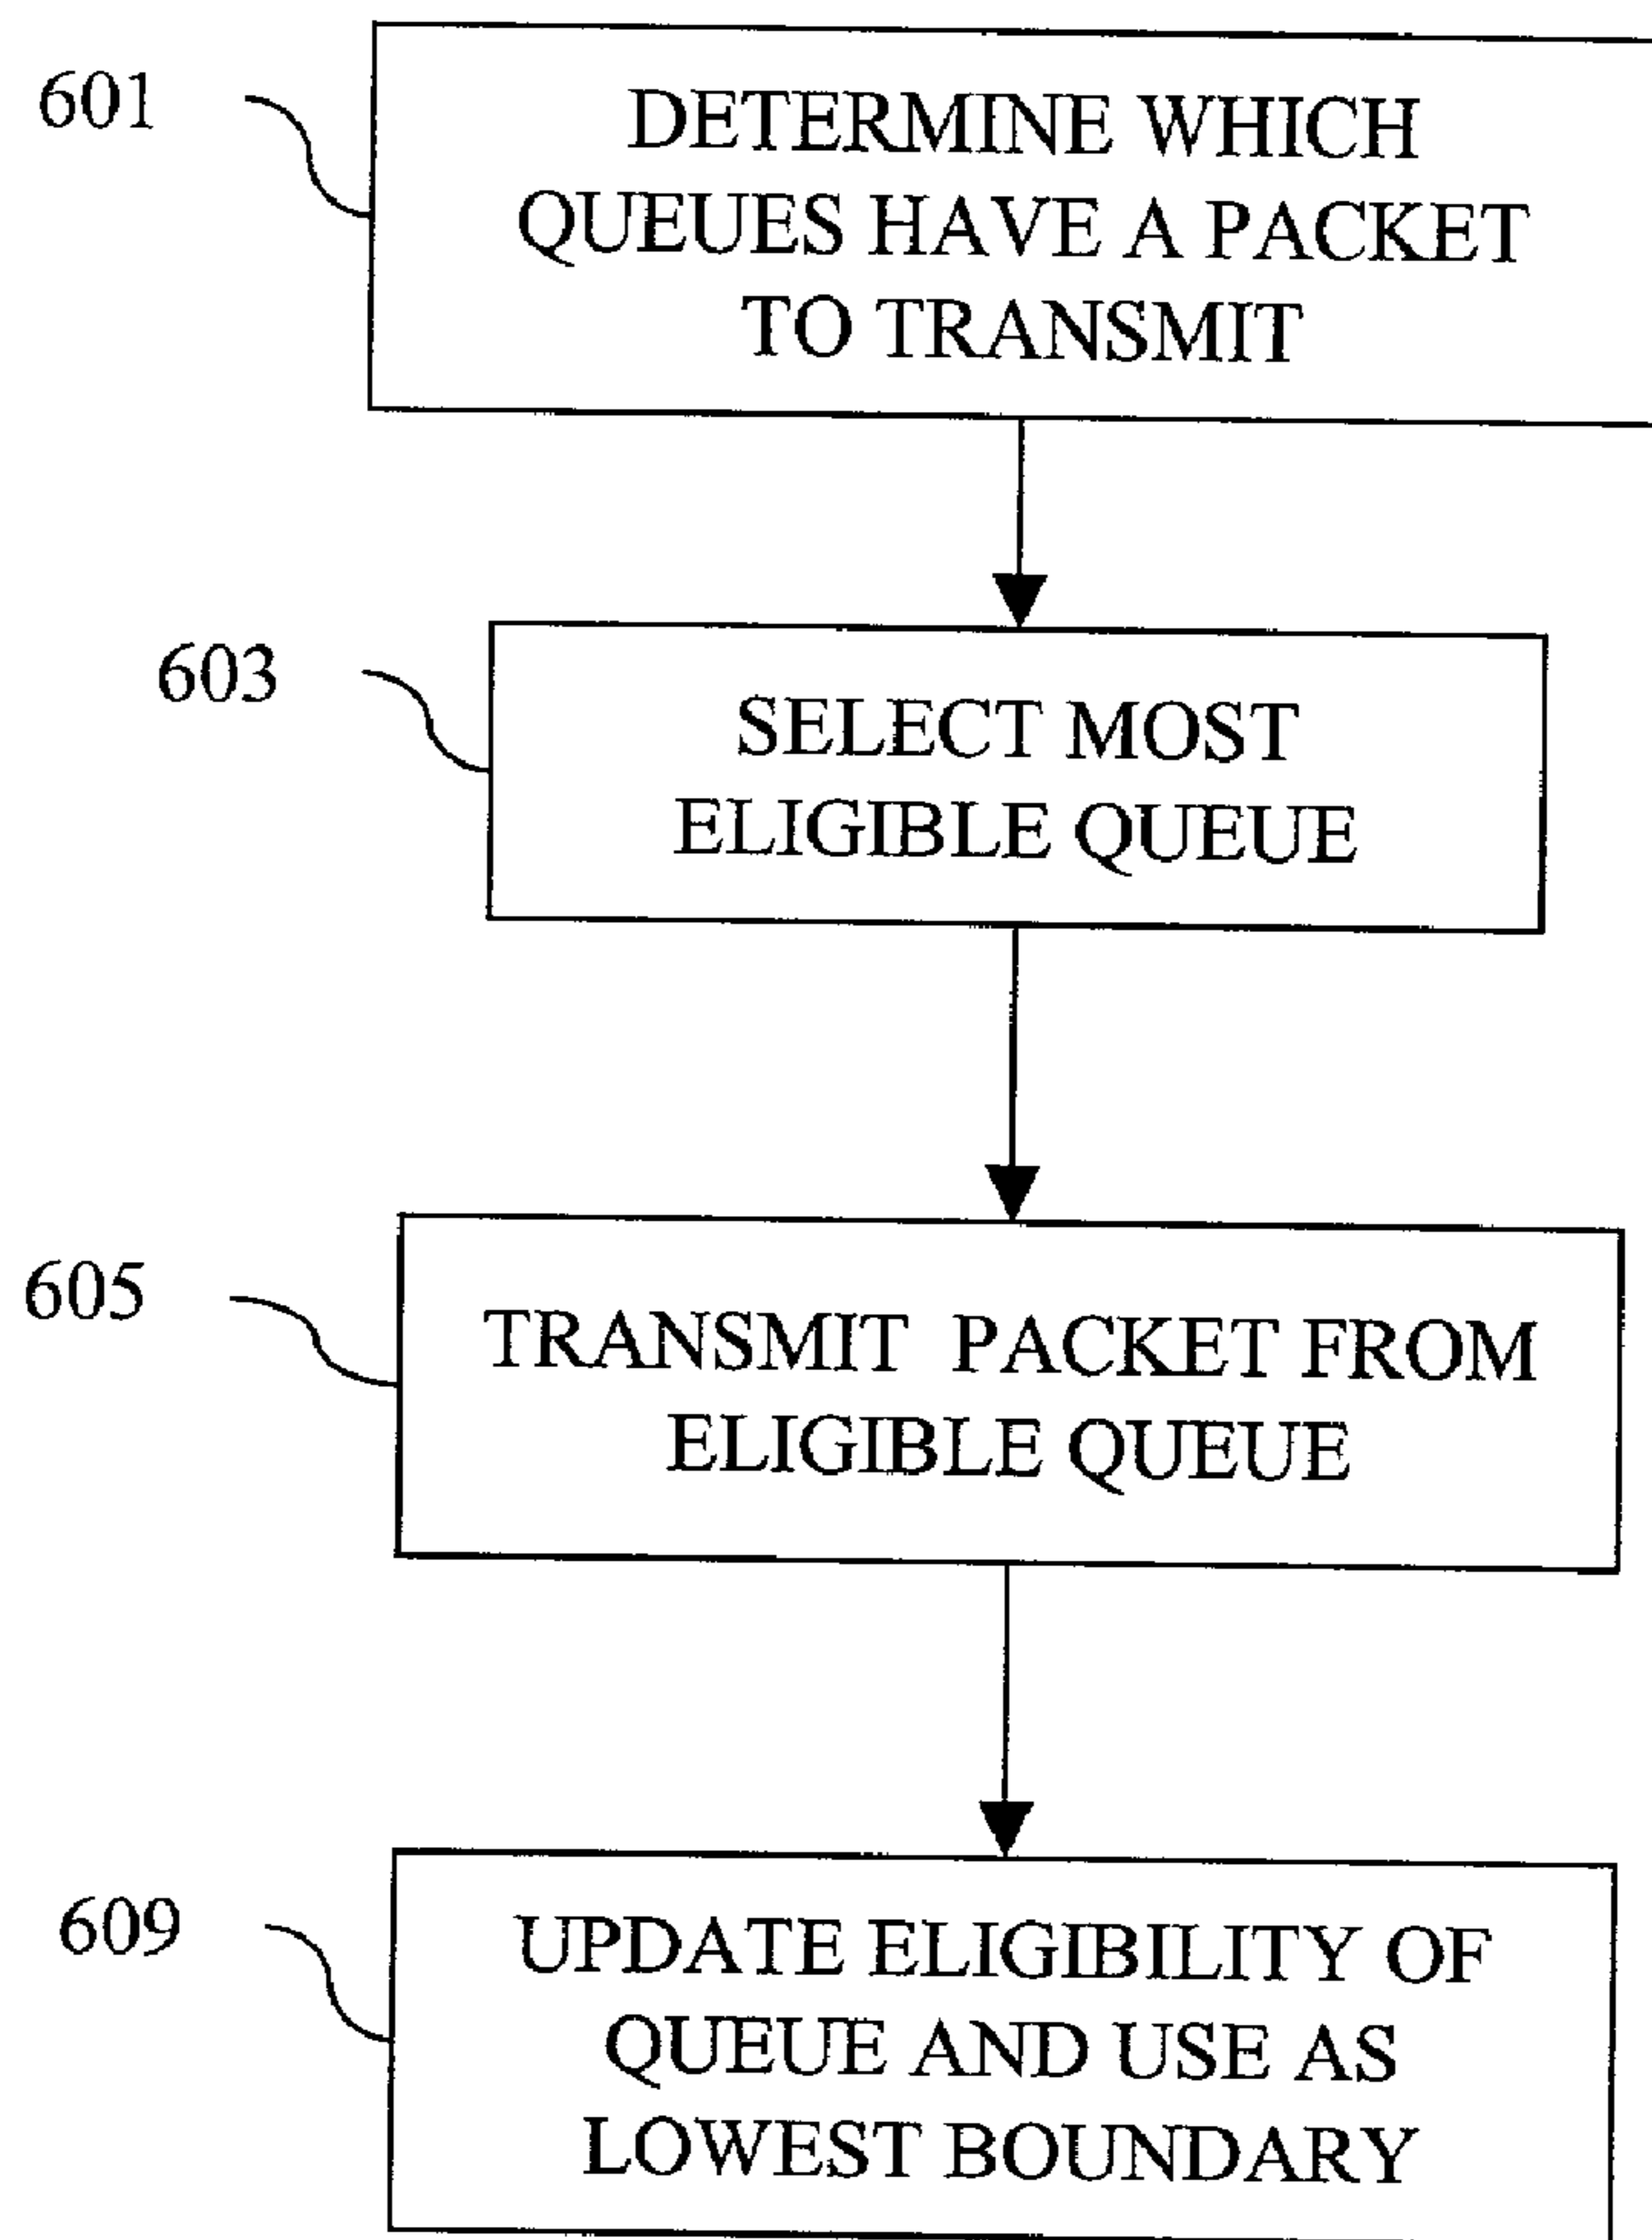 601
DETERMINE WHICH
QUEUES HAVE A PACKET
TO TRANSMIT
603
SELECT MOST
ELIGIBLE QUEUE
605
TRANSMIT PACKET FROM
ELIGIBLE QUEUE
609
UPDATE ELIGIBILITY OF
QUEUE AND USE AS
LOWEST BOUNDARY